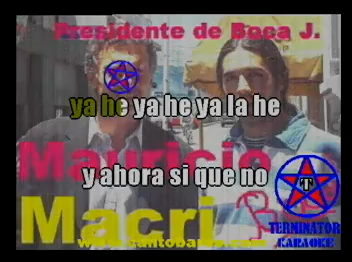 Presidente de Boca J.
ya he ya he ya la he
Mauricio
y ahora si que no
Macri
T
TERMINATOR
KARAOKE